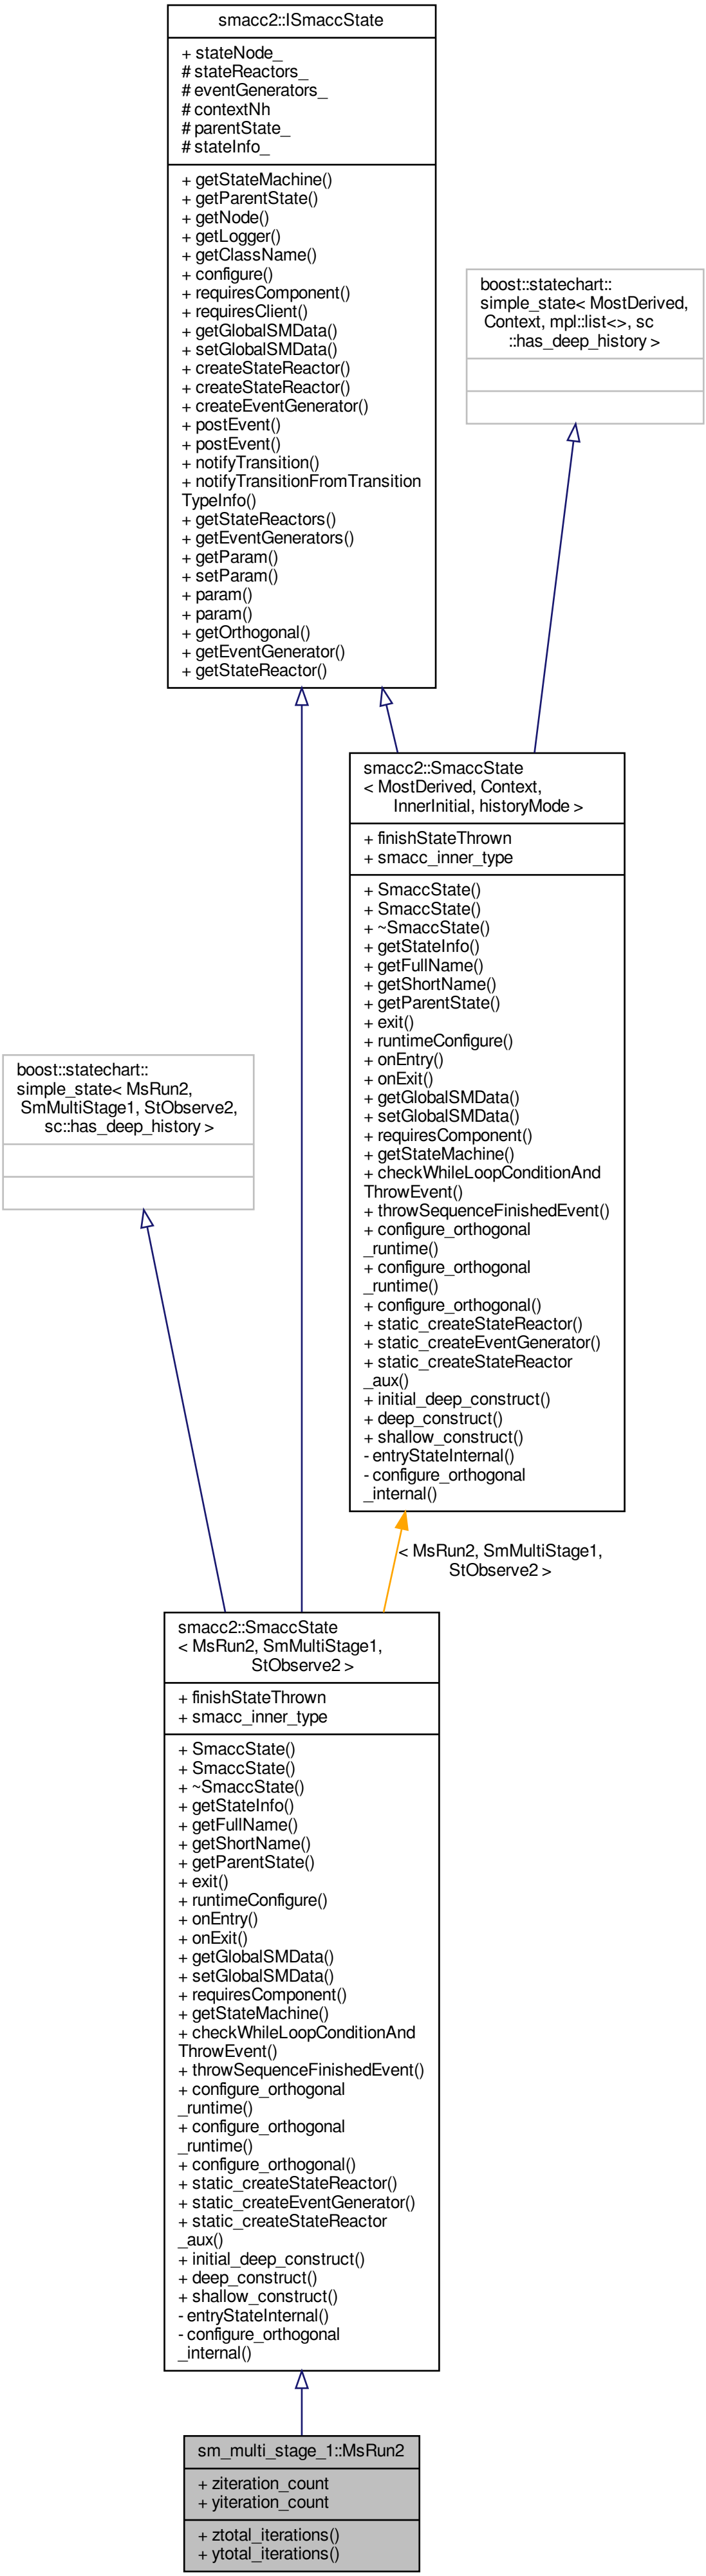 smacc2::ISmaccState
+ stateNode_
# stateReactors_
# eventGenerators_
# contextNh
# parentState_
# stateInfo_
+ getStateMachine()
+ getParentState()
+ getNode()
+ getLogger()
+ getClassName()
+ configure()
+ requiresComponent()
+ requiresClient()
+ getGlobalSMData()
+ setGlobalSMData()
+ createStateReactor()
+ createStateReactor()
+ createEventGenerator()
+ postEvent()
+ postEvent()
+ notifyTransition()
+ notifyTransitionFromTransition
TypeInfo()
+ getStateReactors()
+ getEventGenerators()
+ getParam()
+ setParam()
+ param()
+ param()
+ getOrthogonal()
+ getEventGenerator()
+ getStateReactor()
boost::statechart::
simple_state< MostDerived,
Context, mpl::list<>, sc
::has_deep_history >
smacc2::SmaccState
< MostDerived, Context,
InnerInitial, historyMode >
+ finishStateThrown
+ smacc_inner_type
+ SmaccState()
+ SmaccState()
+ ~SmaccState()
+ getStateInfo()
+ getFullName()
+ getShortName()
+ getParentState()
+ exit()
+ runtimeConfigure()
+ onEntry()
+ onExit()
+ getGlobalSMData()
+ setGlobalSMData()
+ requiresComponent()
+ getStateMachine()
+ checkWhileLoopConditionAnd
ThrowEvent()
+ throwSequenceFinishedEvent()
+ configure_orthogonal
_runtime()
+ configure_orthogonal
_runtime()
+ configure_orthogonal()
+ static_createStateReactor()
+ static_createEventGenerator()
+ static_createStateReactor
_aux()
+ initial_deep_construct()
+ deep_construct()
+ shallow_construct()
- entryStateInternal()
- configure_orthogonal
_internal()
boost::statechart::
simple_state< MsRun2,
SmMultiStage1, StObserve2,
sc::has_deep_history >
< MsRun2, SmMultiStage1,
StObserve2 >
smacc2::SmaccState
< MsRun2, SmMultiStage1,
StObserve2 >
+ finishStateThrown
+ smacc_inner_type
+ SmaccState()
+ SmaccState()
+ ~SmaccState()
+ getStateInfo()
+ getFullName()
+ getShortName()
+ getParentState()
+ exit()
+ runtimeConfigure()
+ onEntry()
+ onExit()
+ getGlobalSMData()
+ setGlobalSMData()
+ requiresComponent()
+ getStateMachine()
+ checkWhileLoopConditionAnd
ThrowEvent()
+ throwSequenceFinishedEvent()
+ configure_orthogonal
_runtime()
+ configure_orthogonal
_runtime()
+ configure_orthogonal()
+ static_createStateReactor()
+ static_createEventGenerator()
+ static_createStateReactor
_aux()
+ initial_deep_construct()
+ deep_construct()
+ shallow_construct()
- entryStateInternal()
- configure_orthogonal
_internal()
sm_multi_stage_1::MsRun2
+ ziteration_count
+ yiteration_count
+ ztotal_iterations()
+ ytotal_iterations()